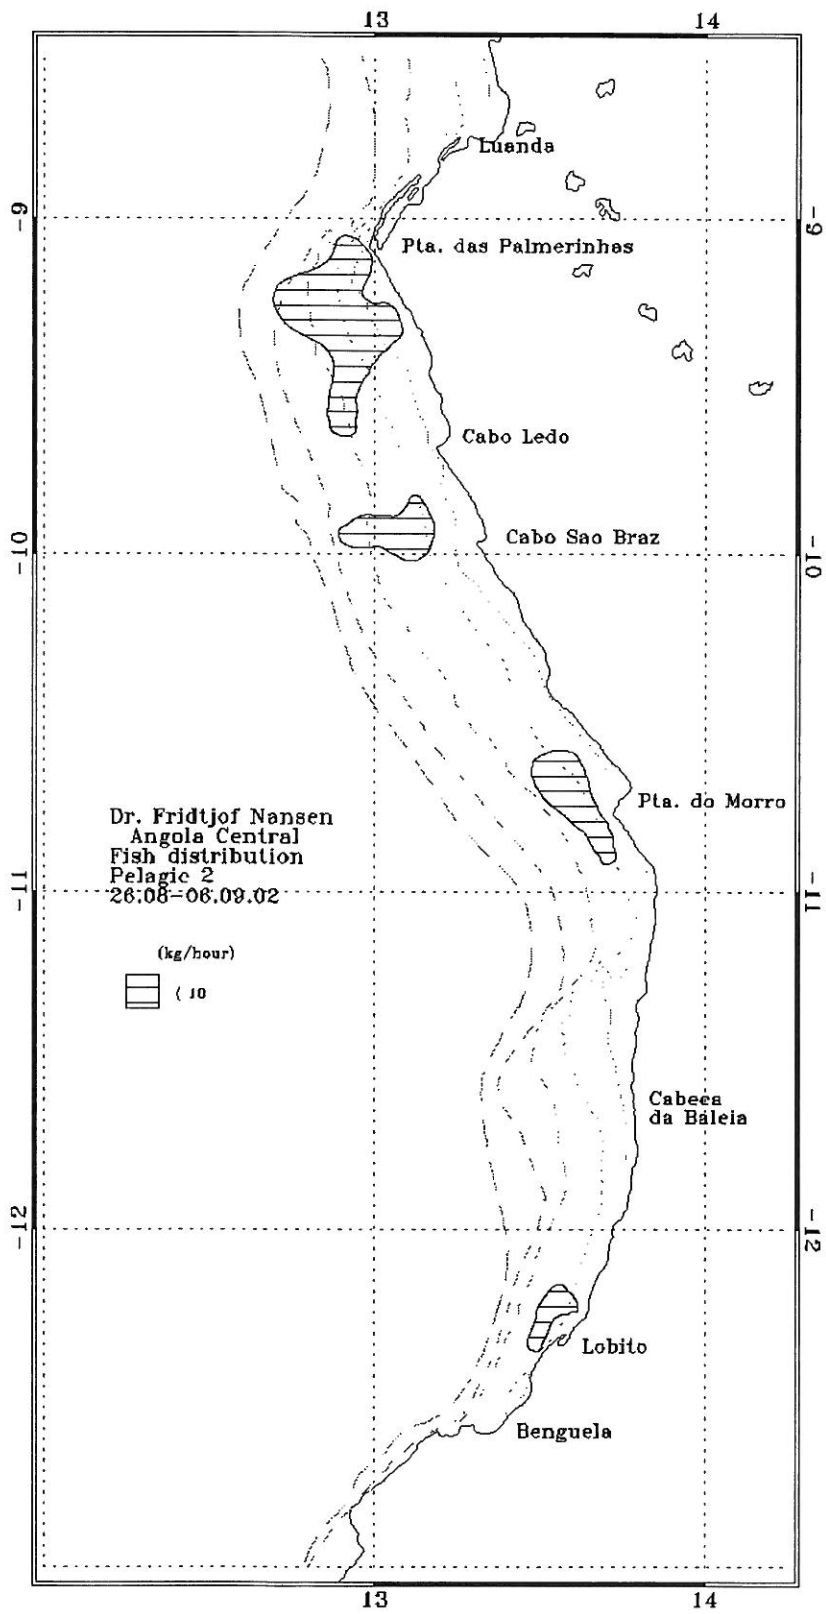 13 14
Luanda
-9 -9
Pta. das Palmerinhas
Cabo Ledo
Cabo Sao Braz
-10 -10
Pta. do Morro
Dr. Fridtjof Nansen
Angola Central
Fish distribution
Pelagic 2
26.08-06.09.02
-11 -11
(kg/hour)
< 10
Cabeca
da Baleia
-12 -12
Lobito
Benguela
13 14